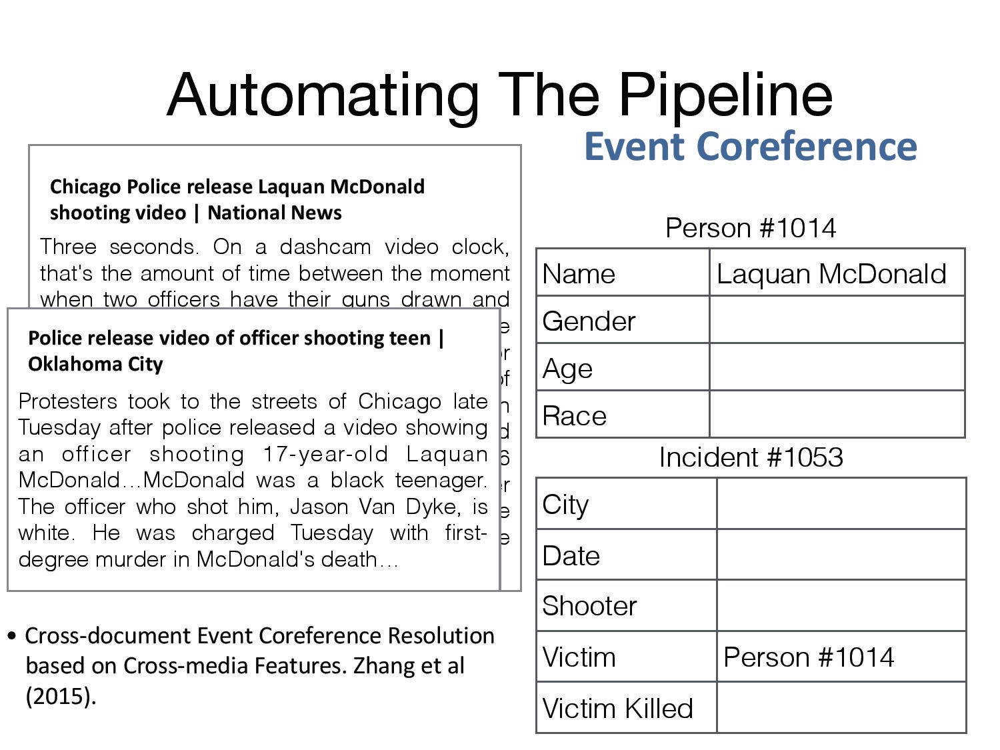 Automating The Pipeline
Event Coreference
Chicago Police release Laquan McDonald
shooting video | National News
Three seconds. On a dashcam video clock,
that's the amount of time between the moment
when two officers have their guns drawn and
Police release video of officer shooting teen |
Oklahoma City
Protesters took to the streets of Chicago late
Tuesday after police released a video showing
an officer shooting 17-year-old Laquan
McDonald…McDonald was a black teenager.
The officer who shot him, Jason Van Dyke, is
white. He was charged Tuesday with first-
degree murder in McDonald's death…
• Cross-document Event Coreference Resolution
based on Cross-media Features. Zhang et al
(2015).
Person #1014
Name Laquan McDonald
Gender
Age
Race
Incident #1053
City
Date
Shooter
Victim Person #1014
Victim Killed